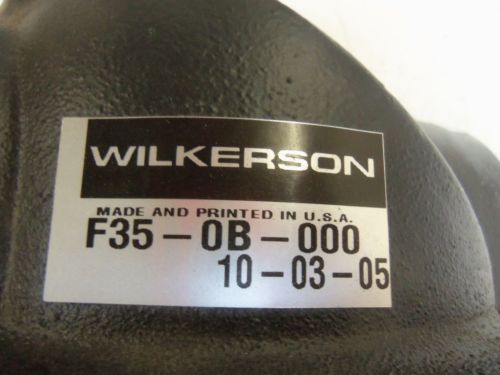 WILKERSON
MADE AND PRINTED IN U.S.A.
F35-0B-000
10-03-05